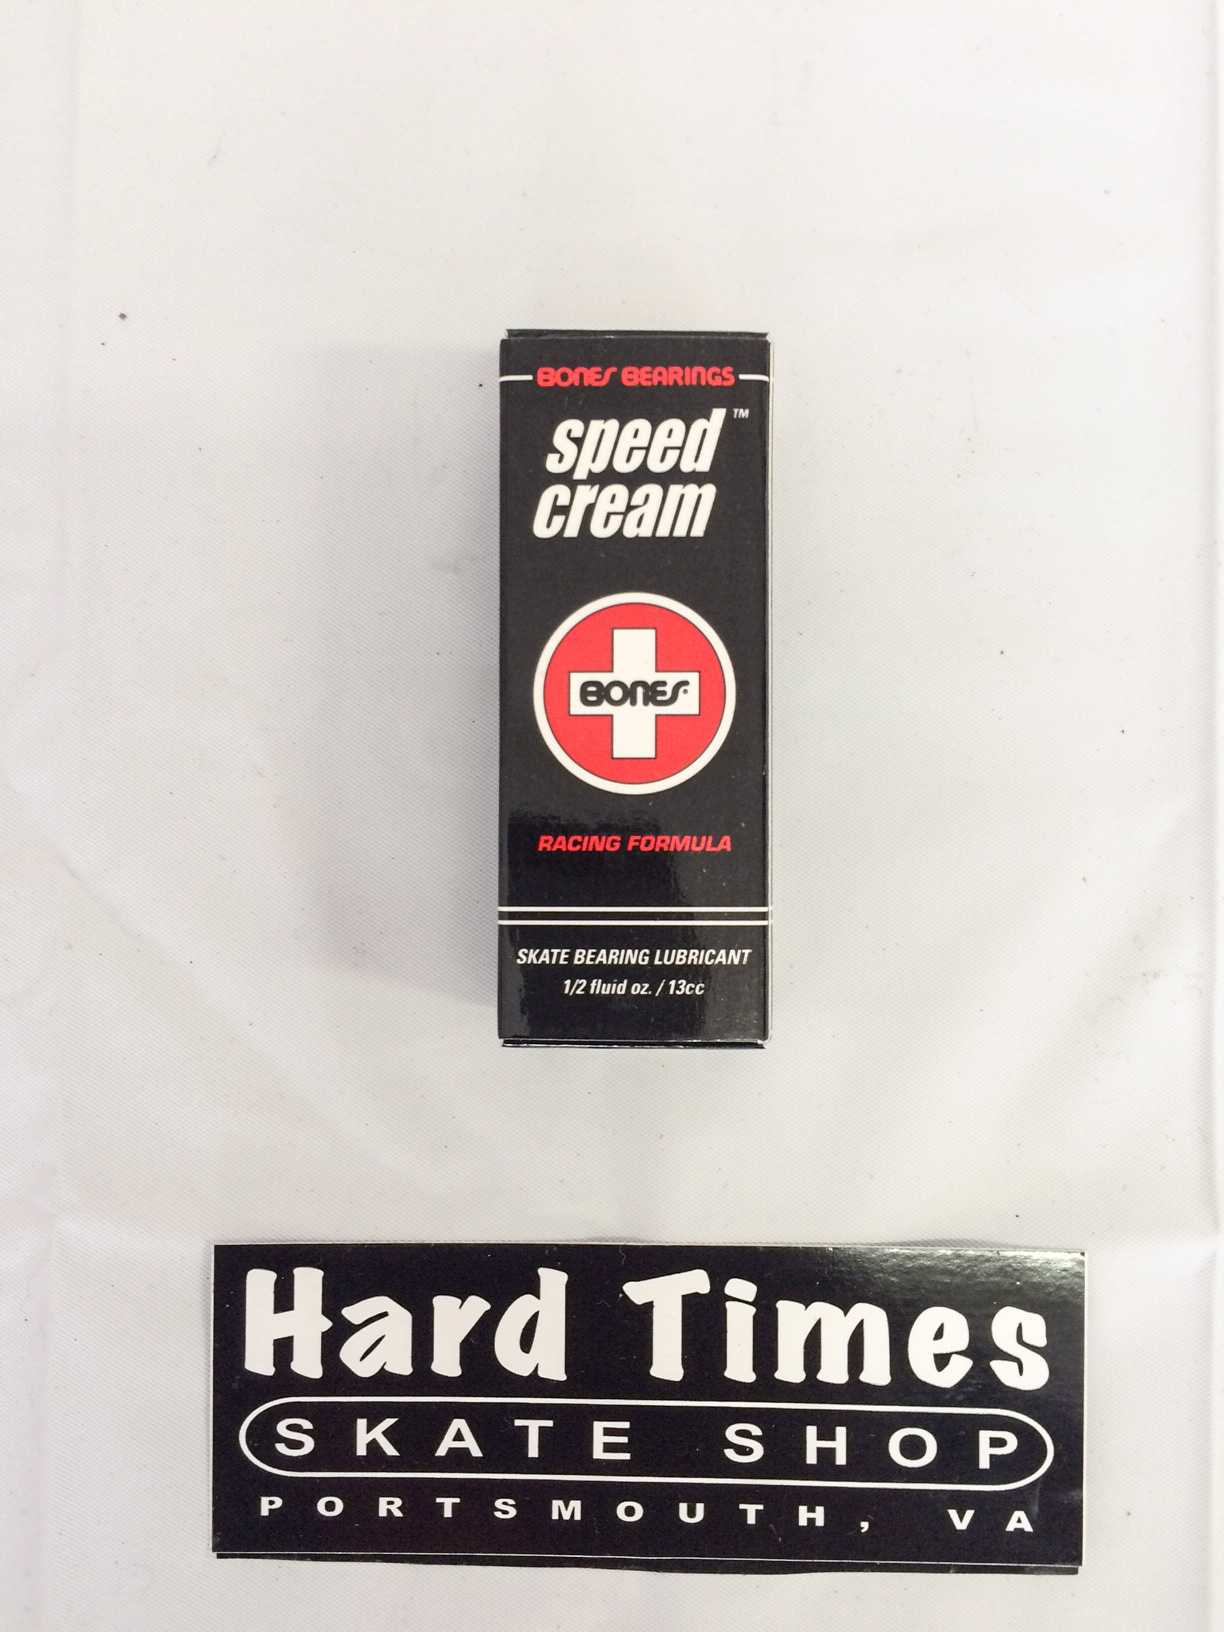 BONES BEARINGS
speed™
cream
BONES®
RACING FORMULA
SKATE BEARING LUBRICANT
1/2 fluid oz. / 13cc
Hard Times
SKATE SHOP
PORTSMOUTH, VA